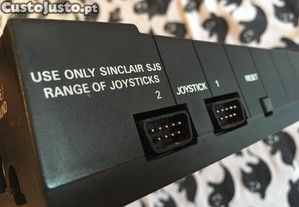 Custojusto.pt
USE ONLY SINCLAIR SJS
RANGE OF JOYSTICKS
2 JOYSTICK 1 RESET